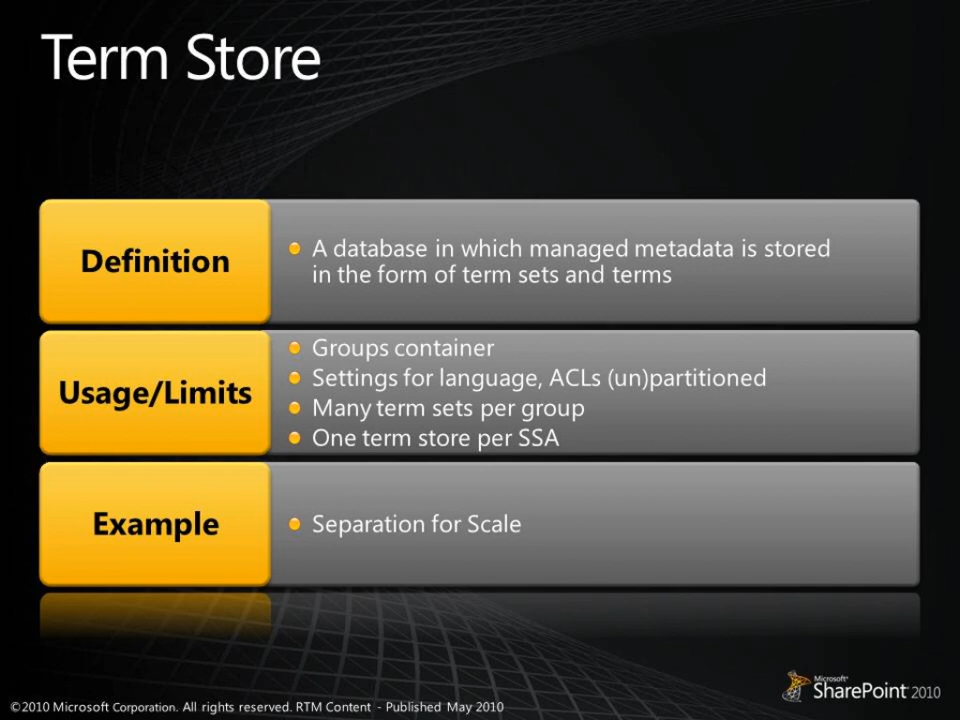 Term Store
Definition
• A database in which managed metadata is stored
in the form of term sets and terms
Usage/Limits
• Groups container
• Settings for language, ACLs (un)partitioned
• Many term sets per group
• One term store per SSA
Example
• Separation for Scale
Microsoft®
SharePoint 2010
©2010 Microsoft Corporation. All rights reserved. RTM Content - Published May 2010